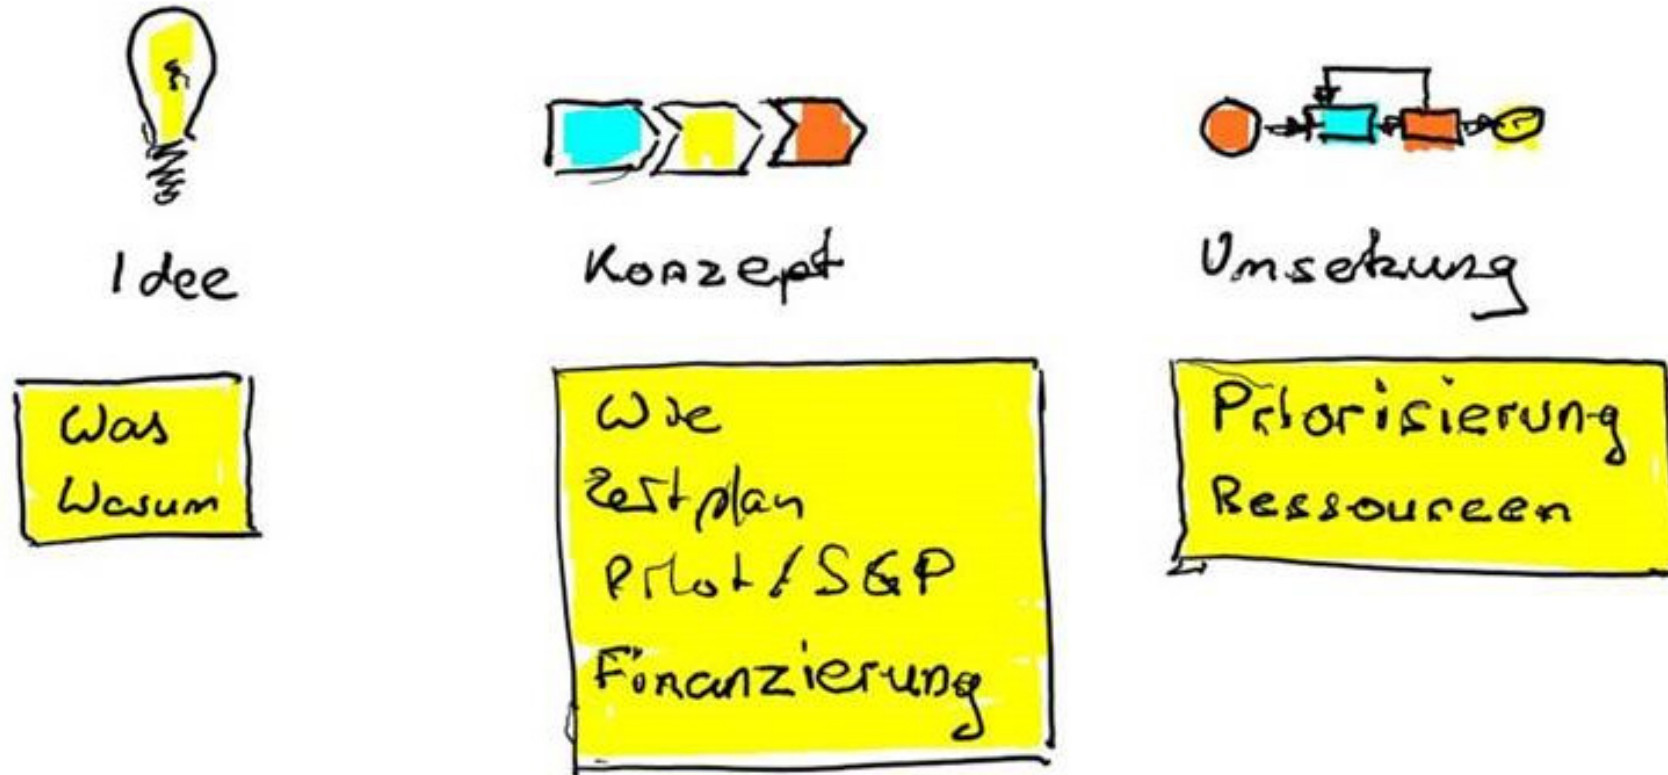 Idee
Konzept
Umsetzung
Was
Warum
Wie
Zeitplan
Pilot / SGP
Finanzierung
Priorisierung
Ressourcen